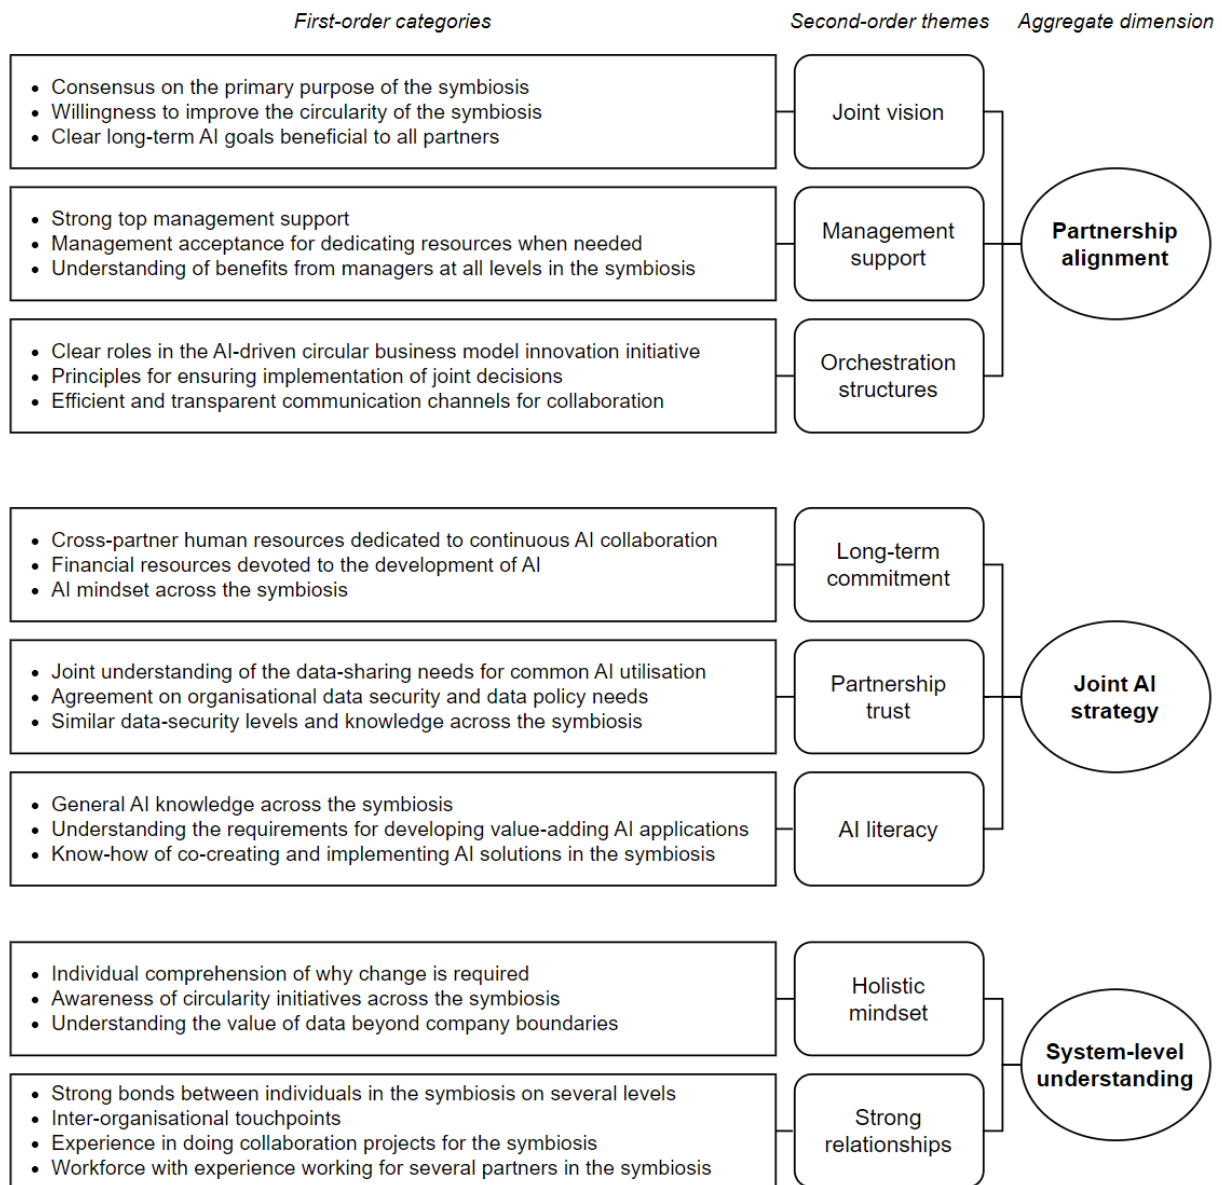 First-order categories
Second-order themes
Aggregate dimension
• Consensus on the primary purpose of the symbiosis
• Willingness to improve the circularity of the symbiosis
• Clear long-term AI goals beneficial to all partners
Joint vision
• Strong top management support
• Management acceptance for dedicating resources when needed
• Understanding of benefits from managers at all levels in the symbiosis
Management
support
• Clear roles in the AI-driven circular business model innovation initiative
• Principles for ensuring implementation of joint decisions
• Efficient and transparent communication channels for collaboration
Orchestration
structures
Partnership
alignment
• Cross-partner human resources dedicated to continuous AI collaboration
• Financial resources devoted to the development of AI
• AI mindset across the symbiosis
Long-term
commitment
• Joint understanding of the data-sharing needs for common AI utilisation
• Agreement on organisational data security and data policy needs
• Similar data-security levels and knowledge across the symbiosis
Partnership
trust
• General AI knowledge across the symbiosis
• Understanding the requirements for developing value-adding AI applications
• Know-how of co-creating and implementing AI solutions in the symbiosis
AI literacy
Joint AI
strategy
• Individual comprehension of why change is required
• Awareness of circularity initiatives across the symbiosis
• Understanding the value of data beyond company boundaries
Holistic
mindset
• Strong bonds between individuals in the symbiosis on several levels
• Inter-organisational touchpoints
• Experience in doing collaboration projects for the symbiosis
• Workforce with experience working for several partners in the symbiosis
Strong
relationships
System-level
understanding